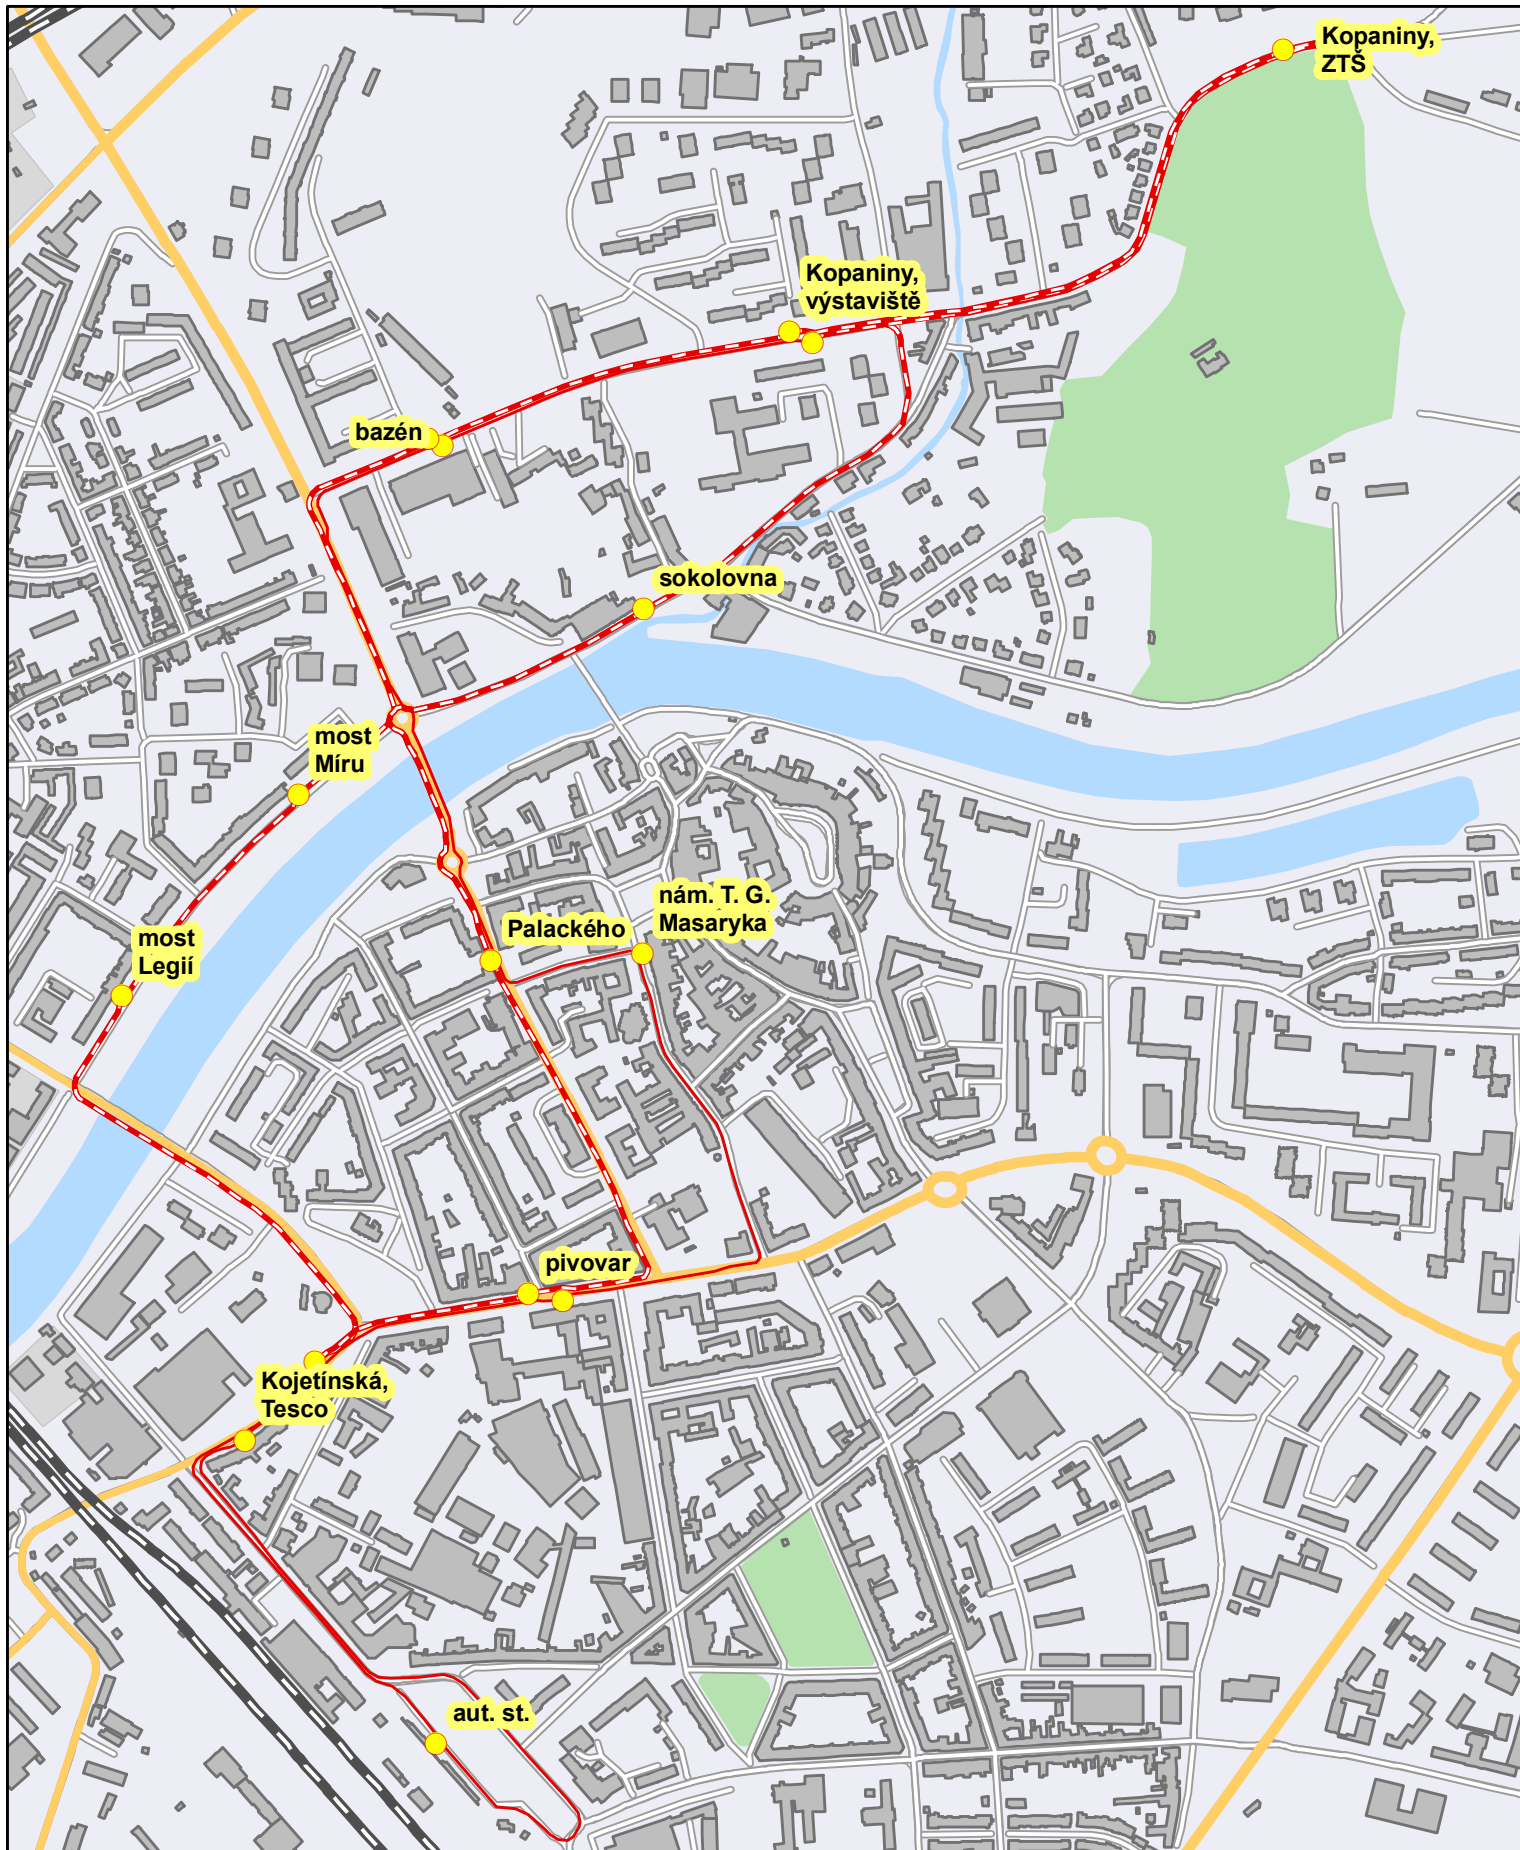 Kopaniny,
ZTŠ
Kopaniny,
výstaviště
bazén
sokolovna
most
Míru
nám. T. G.
Masaryka
Palackého
most
Legií
pivovar
Kojetínská,
Tesco
aut. st.